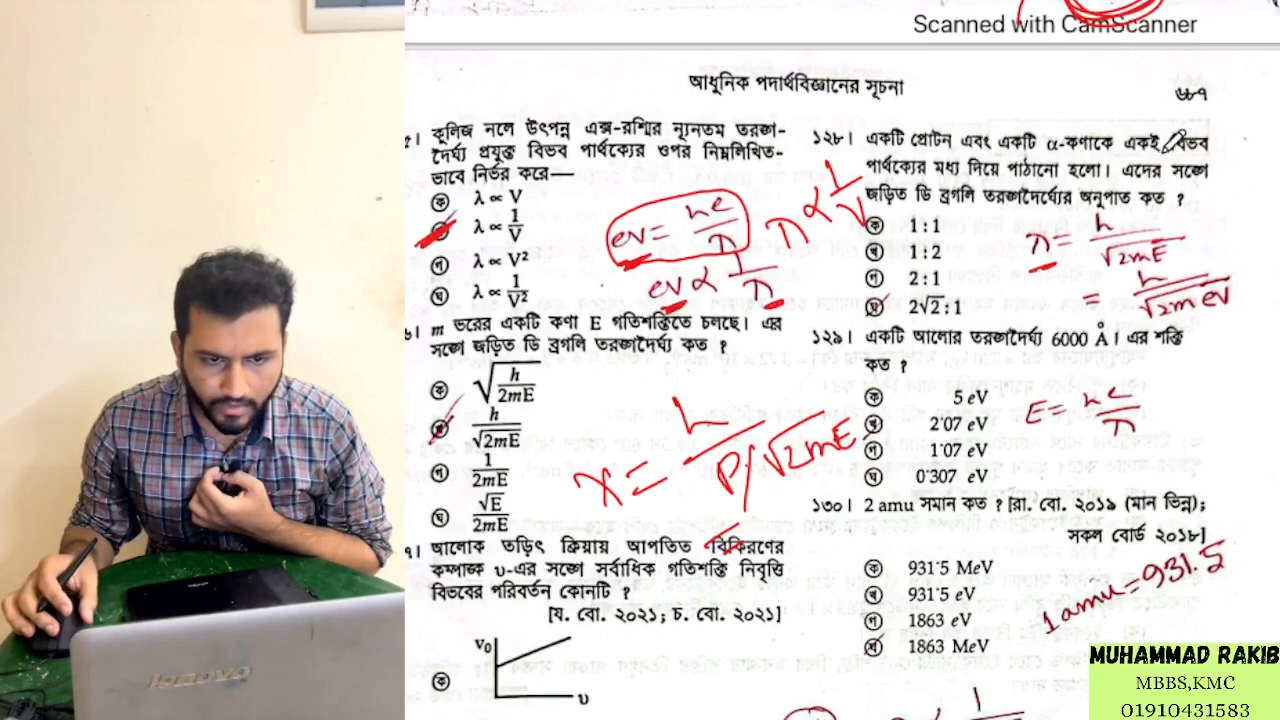 Scanned with CamScanner
আধুনিক পদার্থবিজ্ঞানের সূচনা
৬৮৭
৫। কুলিজ নলে উৎপন্ন এক্স-রশ্মির ন্যূনতম তরঙ্গ-
দৈর্ঘ্য প্রযুক্ত বিভব পার্থক্যের ওপর নিম্নলিখিত-
ভাবে নির্ভর করে—
ক λ ∝ V
λ ∝ 1/V
গ λ ∝ V²
ঘ λ ∝ 1/V²
eV = hc/λ
λ ∝ 1/V
eV ∝ 1/λ
৬। m ভরের একটি কণা E গতিশক্তিতে চলছে। এর
সঙ্গে জড়িত ডি ব্রগলি তরঙ্গদৈর্ঘ্য কত ?
ক √(h/2mE)
খ h/√2mE
গ 1/2mE
ঘ √E/2mE
λ = h/P/√2mE
৭। আলোক তড়িৎ ক্রিয়ায় আপতিত বিকিরণের
কম্পাঙ্ক υ-এর সঙ্গে সর্বাধিক গতিশক্তি নিবৃত্তি
বিভবের পরিবর্তন কোনটি ?
[য. বো. ২০২১; চ. বো. ২০২১]
V₀
ক
υ
১২৮। একটি প্রোটন এবং একটি α-কণাকে একই বিভব
পার্থক্যের মধ্য দিয়ে পাঠানো হলো। এদের সঙ্গে
জড়িত ডি ব্রগলি তরঙ্গদৈর্ঘ্যের অনুপাত কত ?
ক 1 : 1
খ 1 : 2
গ 2 : 1
ঘ 2√2 : 1
λ = h/√2mE
= h/√2meV
১২৯। একটি আলোর তরঙ্গদৈর্ঘ্য 6000 Å। এর শক্তি
কত ?
ক 5 eV
খ 2·07 eV
গ 1·07 eV
ঘ 0·307 eV
E = hc/λ
১৩০। 2 amu সমান কত ? [রা. বো. ২০১৯ (মান ভিন্ন);
সকল বোর্ড ২০১৮]
ক 931·5 MeV
খ 931·5 eV
গ 1863 eV
ঘ 1863 MeV
1 amu = 931.5
MUHAMMAD RAKIB
MBBS,KMC
01910431583